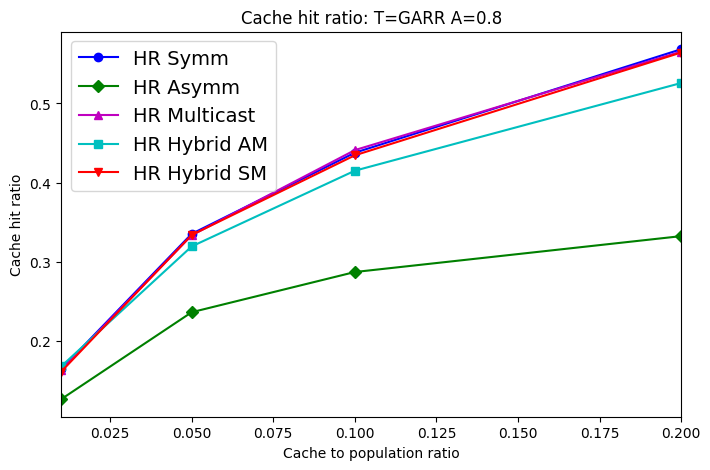 Cache hit ratio: T=GARR A=0.8
HR Symm
HR Asymm
HR Multicast
HR Hybrid AM
HR Hybrid SM
Cache hit ratio
0.5
0.4
0.3
0.2
0.025
0.050
0.075
0.100
0.125
0.150
0.175
0.200
Cache to population ratio